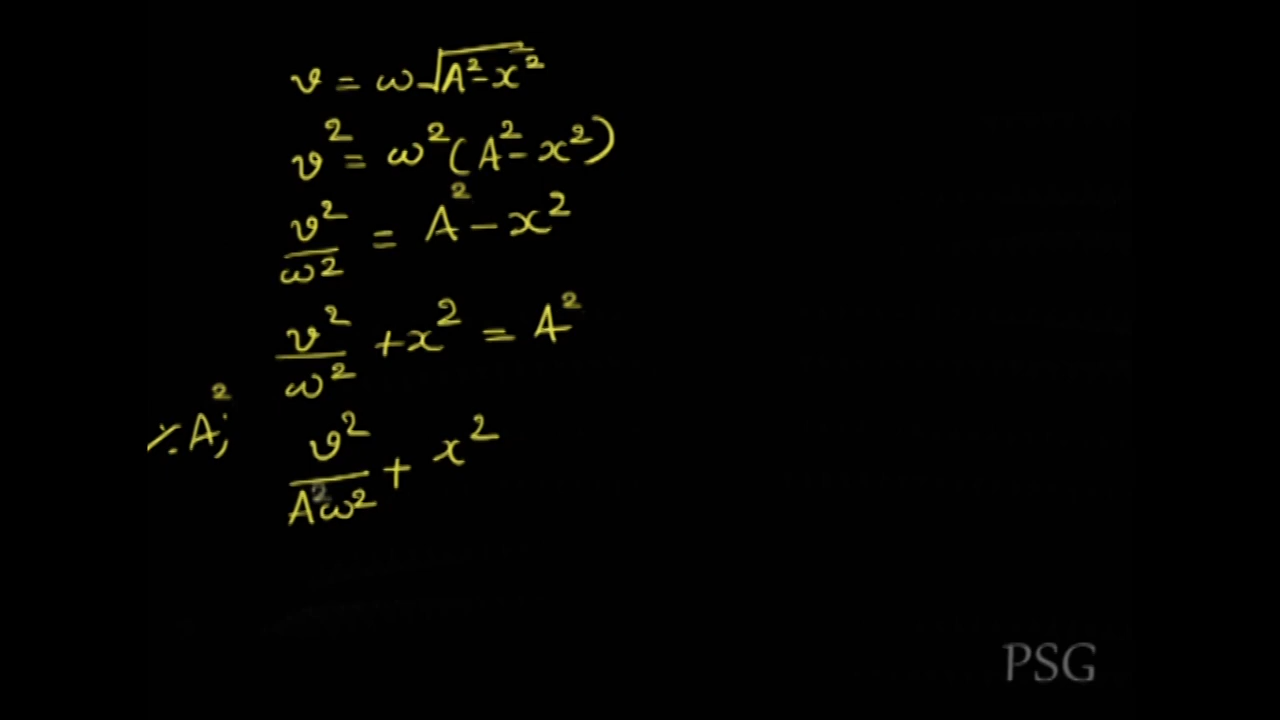 v = ω√(A² - x²)
v² = ω²(A² - x²)
v²/ω² = A² - x²
v²/ω² + x² = A²
÷ A²; v²/A²ω² + x²
PSG